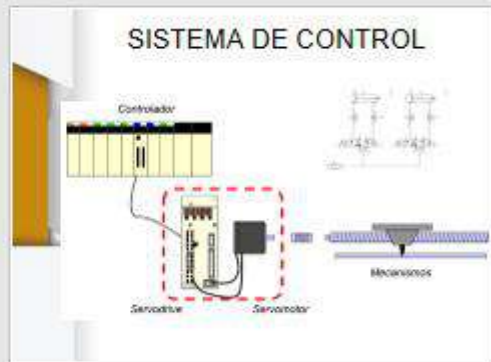 SISTEMA DE CONTROL
Controlador
Mecanismos
Servodrive
Servomotor